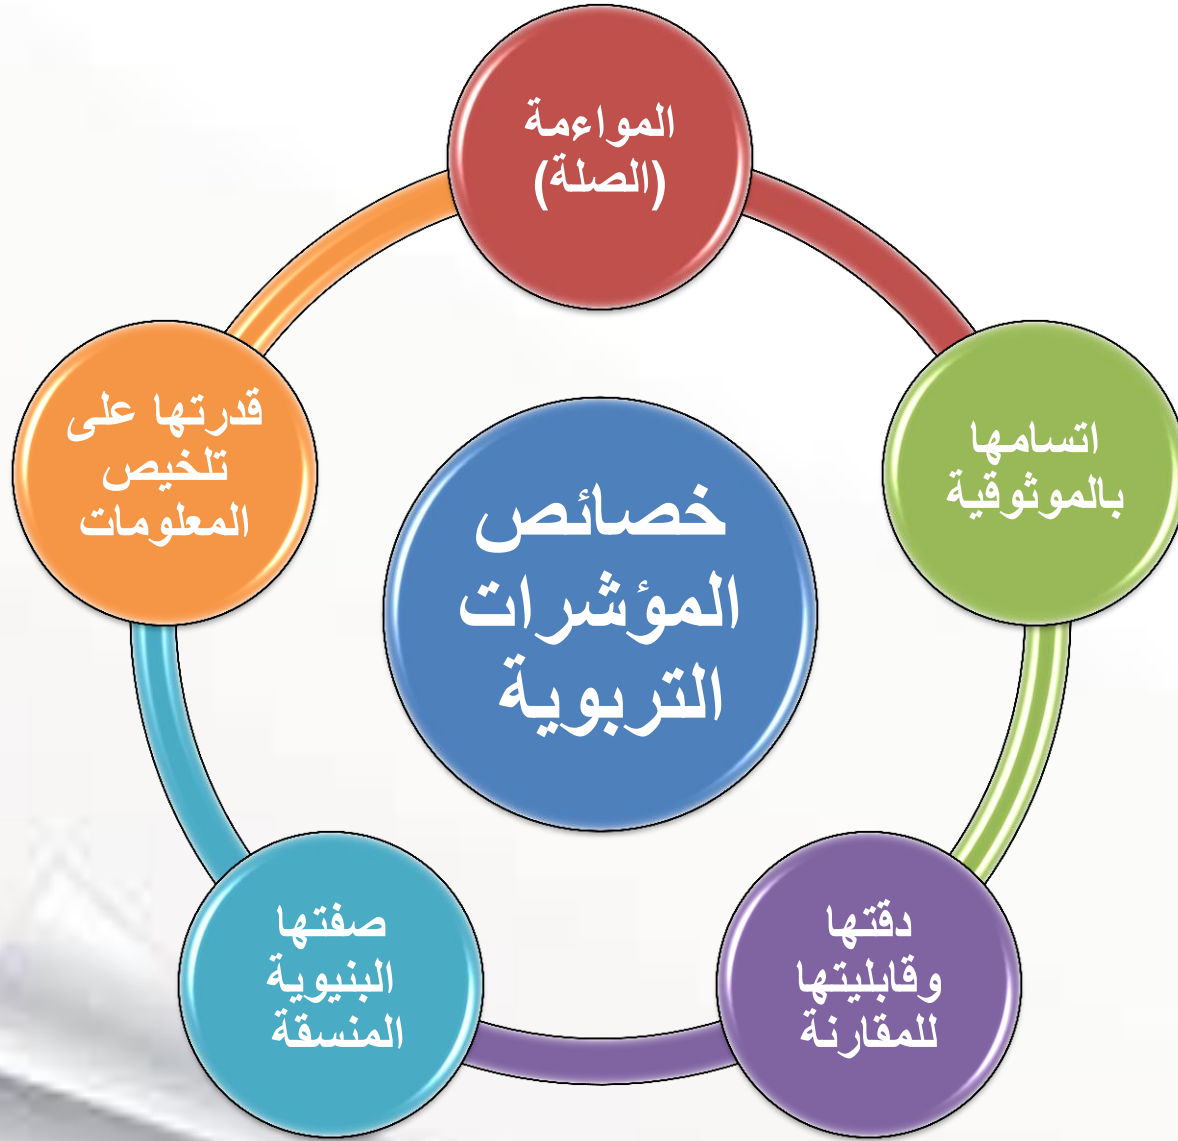 المواءمة
(الصلة)
اتسامها
بالموثوقية
دقتها
وقابليتها
للمقارنة
صفتها
البنيوية
المنسقة
قدرتها على
تلخيص
المعلومات
خصائص
المؤشرات
التربوية